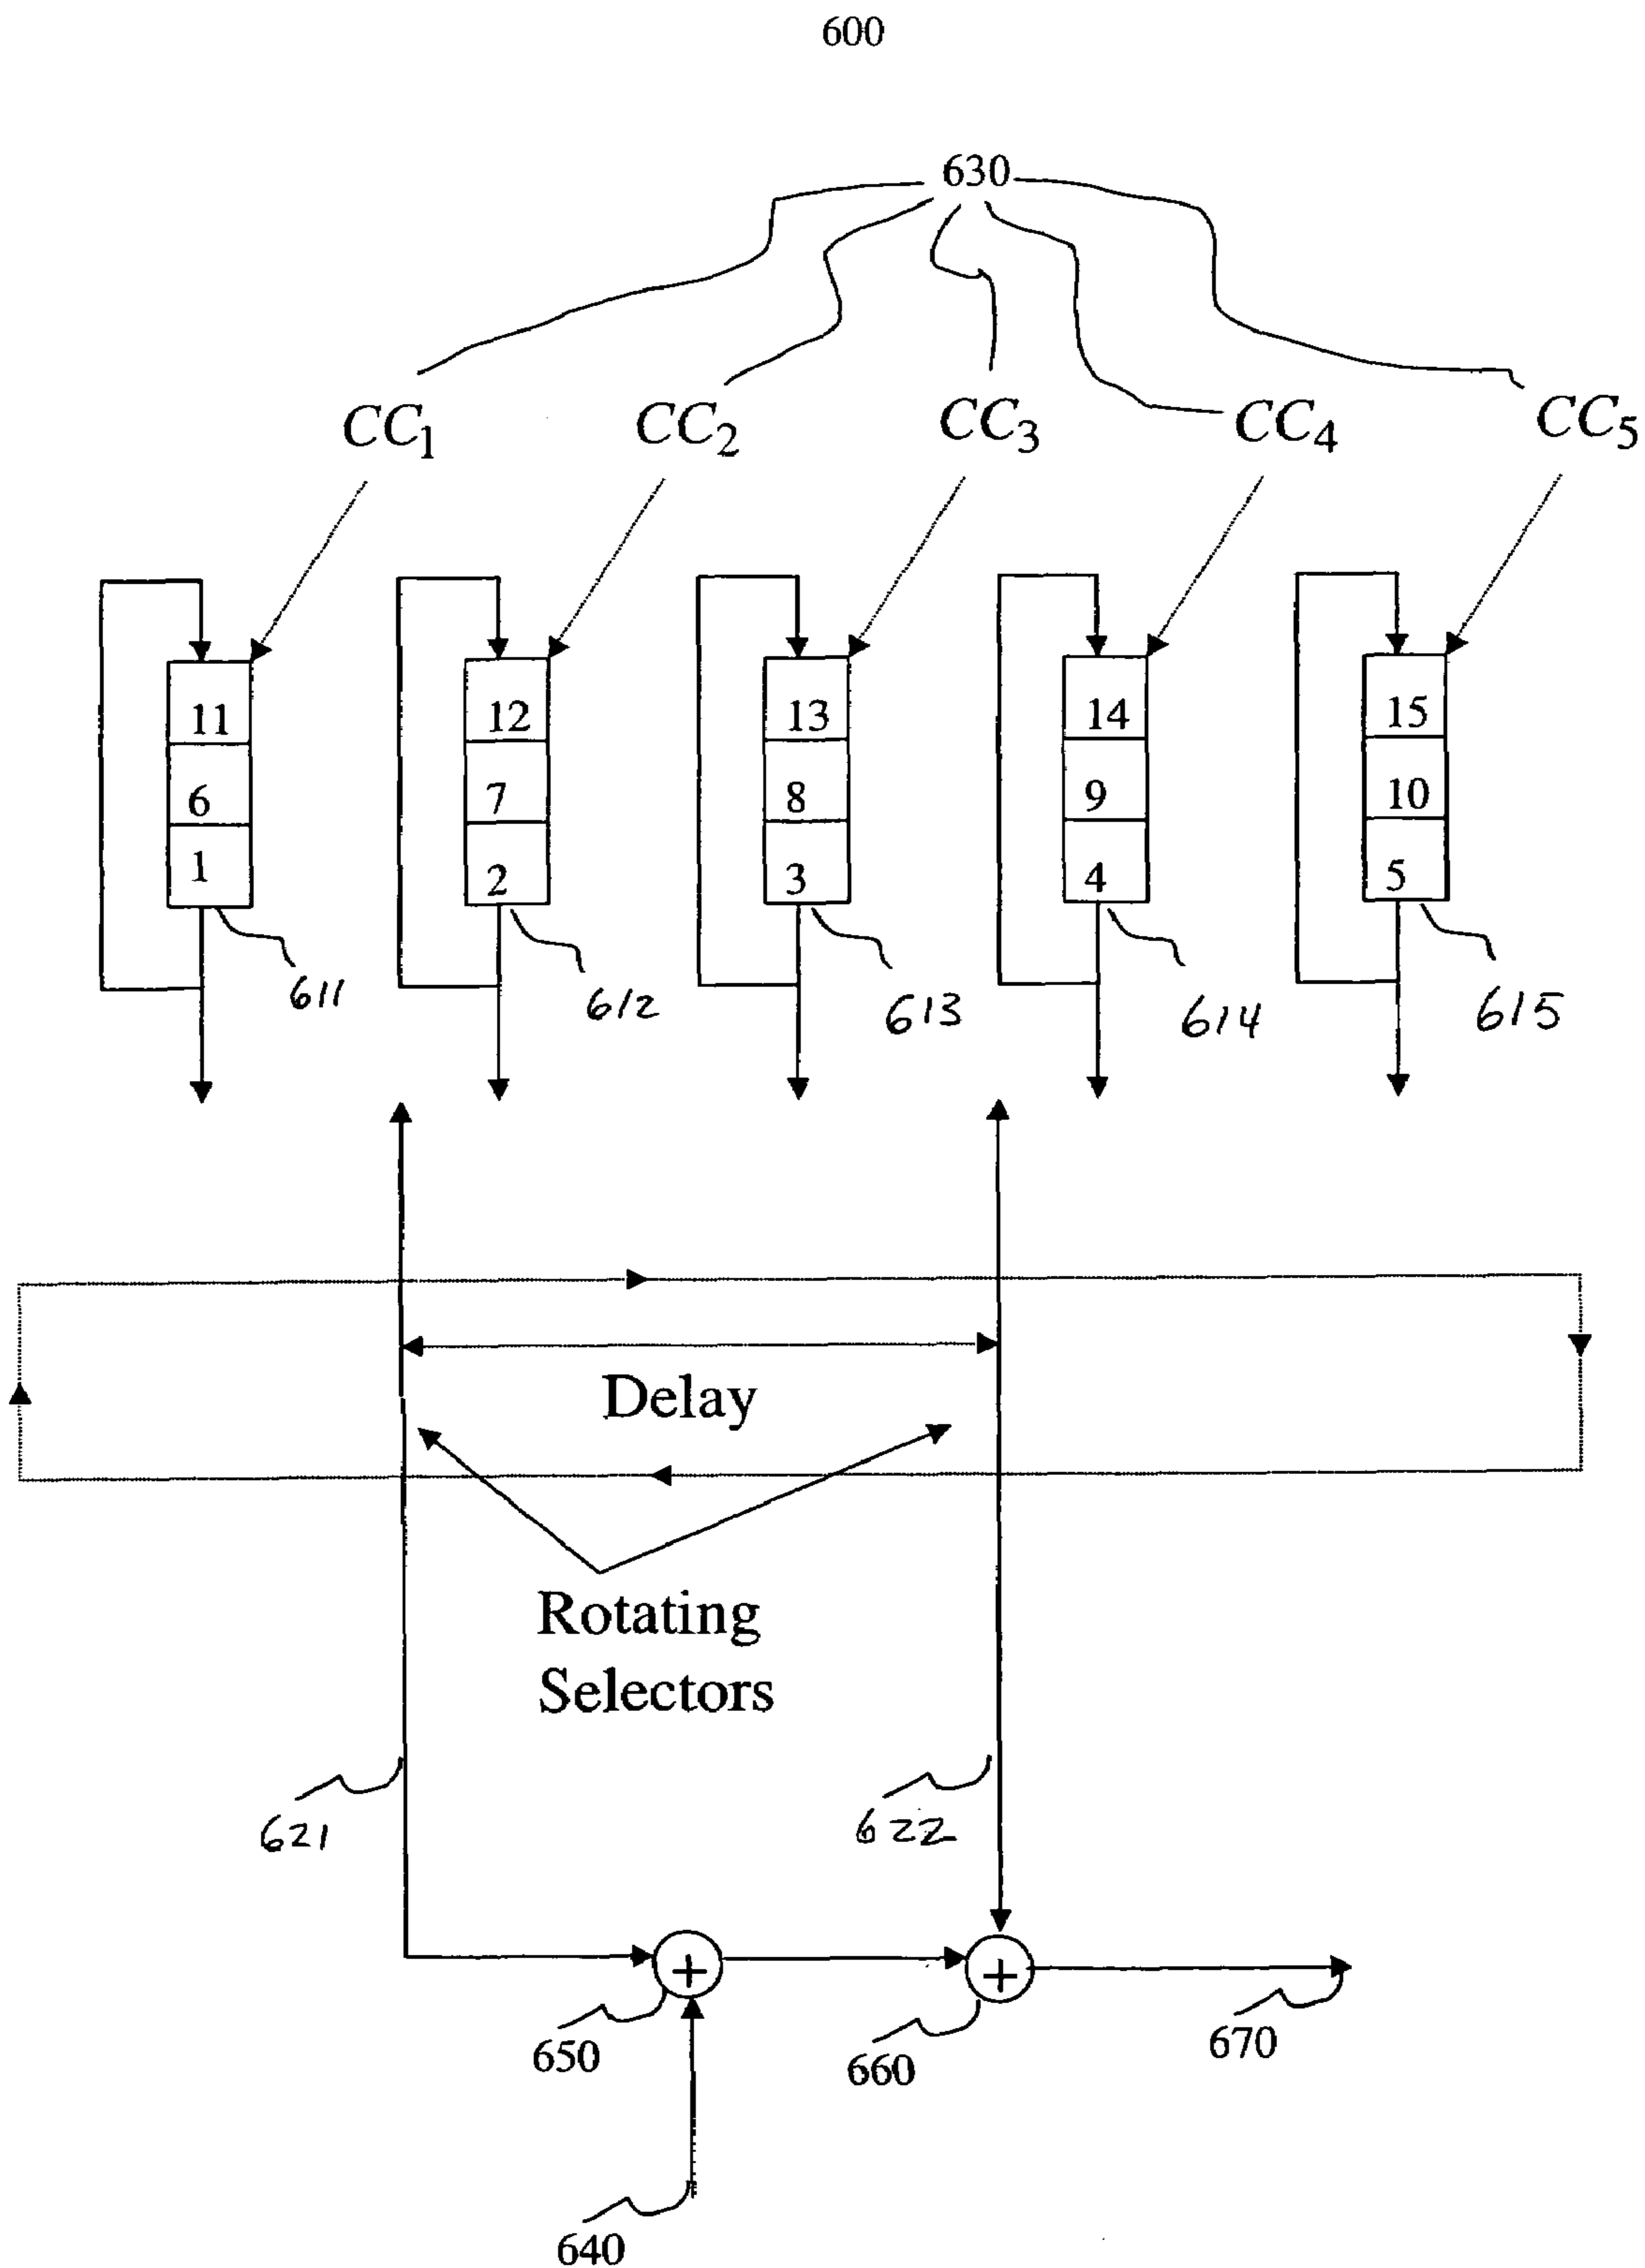 600
630
CC1 CC2 CC3 CC4 CC5
11 12 13 14 15
6 7 8 9 10
1 2 3 4 5
611 612 613 614 615
Delay
Rotating
Selectors
621 622
650 660 670
640